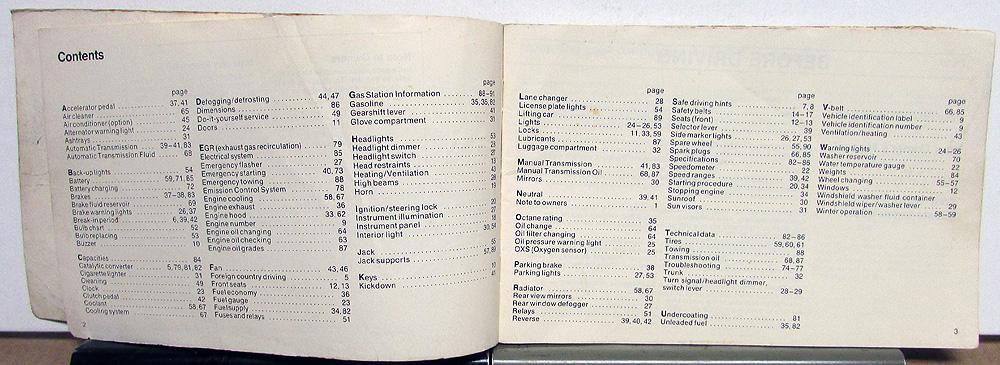 Contents
page
Accelerator pedal 37, 41
Air cleaner 65
Air conditioner (option) 45
Alternator warning light 24
Ashtrays 31
Automatic Transmission 39–41, 83
Automatic Transmission Fluid 68
Back-up lights 54
Battery 59, 71, 85
Battery charging 72
Brakes 37–38, 83
Brake fluid reservoir 69
Brake warning lights 26, 37
Break-in period 6, 39, 42
Bulb chart 52
Bulb replacing 53
Buzzer 10
Capacities 84
Catalytic converter 5, 79, 81, 82
Cigarette lighter 31
Cleaning 49
Clock 23
Clutch pedal 42
Coolant 58, 67
Cooling system 67
2
Defogging/defrosting 44, 47
Dimensions 86
Do-it-yourself service 49
Doors 11
EGR (exhaust gas recirculation) 79
Electrical system 85
Emergency flasher 27
Emergency starting 40, 73
Emergency towing 88
Emission Control System 78
Engine cooling 58, 67
Engine exhaust 36
Engine hood 33, 62
Engine number 9
Engine oil changing 64
Engine oil checking 63
Engine oil grades 87
Fan 43, 46
Foreign country driving 5
Front seats 12, 13
Fuel economy 36
Fuel gauge 23
Fuel supply 34, 82
Fuses and relays 51
page
Gas Station Information 88–91
Gasoline 35, 35, 82
Gearshift lever 41
Glove compartment 31
Headlights 53
Headlight dimmer
Headlight switch
Head restraints
Heating/Ventilation
High beams 28
Horn
Ignition/steering lock
Instrument illumination
Instrument panel
Interior light 30, 54
Jack
Jack supports
Keys 10
Kickdown 41
page
Lane changer 28
License plate lights 54
Lifting car 89
Lights 24–26, 53
Locks 11, 33, 59
Lubricants 87
Luggage compartment 32
Manual Transmission 41, 83
Manual Transmission Oil 68, 87
Mirrors 30
Neutral 39, 41
Note to owners 1
Octane rating 35
Oil change 64
Oil filter changing 64
Oil pressure warning light 25
OXS (Oxygen sensor) 25
Parking brake 38
Parking lights 27, 53
Radiator 58, 67
Rear view mirrors 30
Rear window defogger 27
Relays 51
Reverse 39, 40, 42
page
Safe driving hints 7, 8
Safety belts 14–17
Seats (front) 12–13
Selector lever 39
Side marker lights 26, 27, 53
Spare wheel 55, 90
Spark plugs 66, 85
Specifications 82–86
Speedometer 22
Speed ranges 39, 42
Starting procedure 20, 34
Stopping engine 34
Sunroof 30
Sun visors 31
Technical data 82–86
Tires 59, 60, 61
Towing 88
Transmission oil 68, 87
Troubleshooting 74–77
Trunk 32
Turn signal/headlight dimmer,
switch lever 28–29
Undercoating 81
Unleaded fuel 35, 82
page
V-belt 66, 85
Vehicle identification label 9
Vehicle identification number 9
Ventilation/heating 43
Warning lights 24–26
Washer reservoir 70
Water temperature gauge 22
Weights 84
Wheel changing 55–57
Windows 12
Windshield washer fluid container
Windshield wiper/washer lever 29
Winter operation 58–59
3